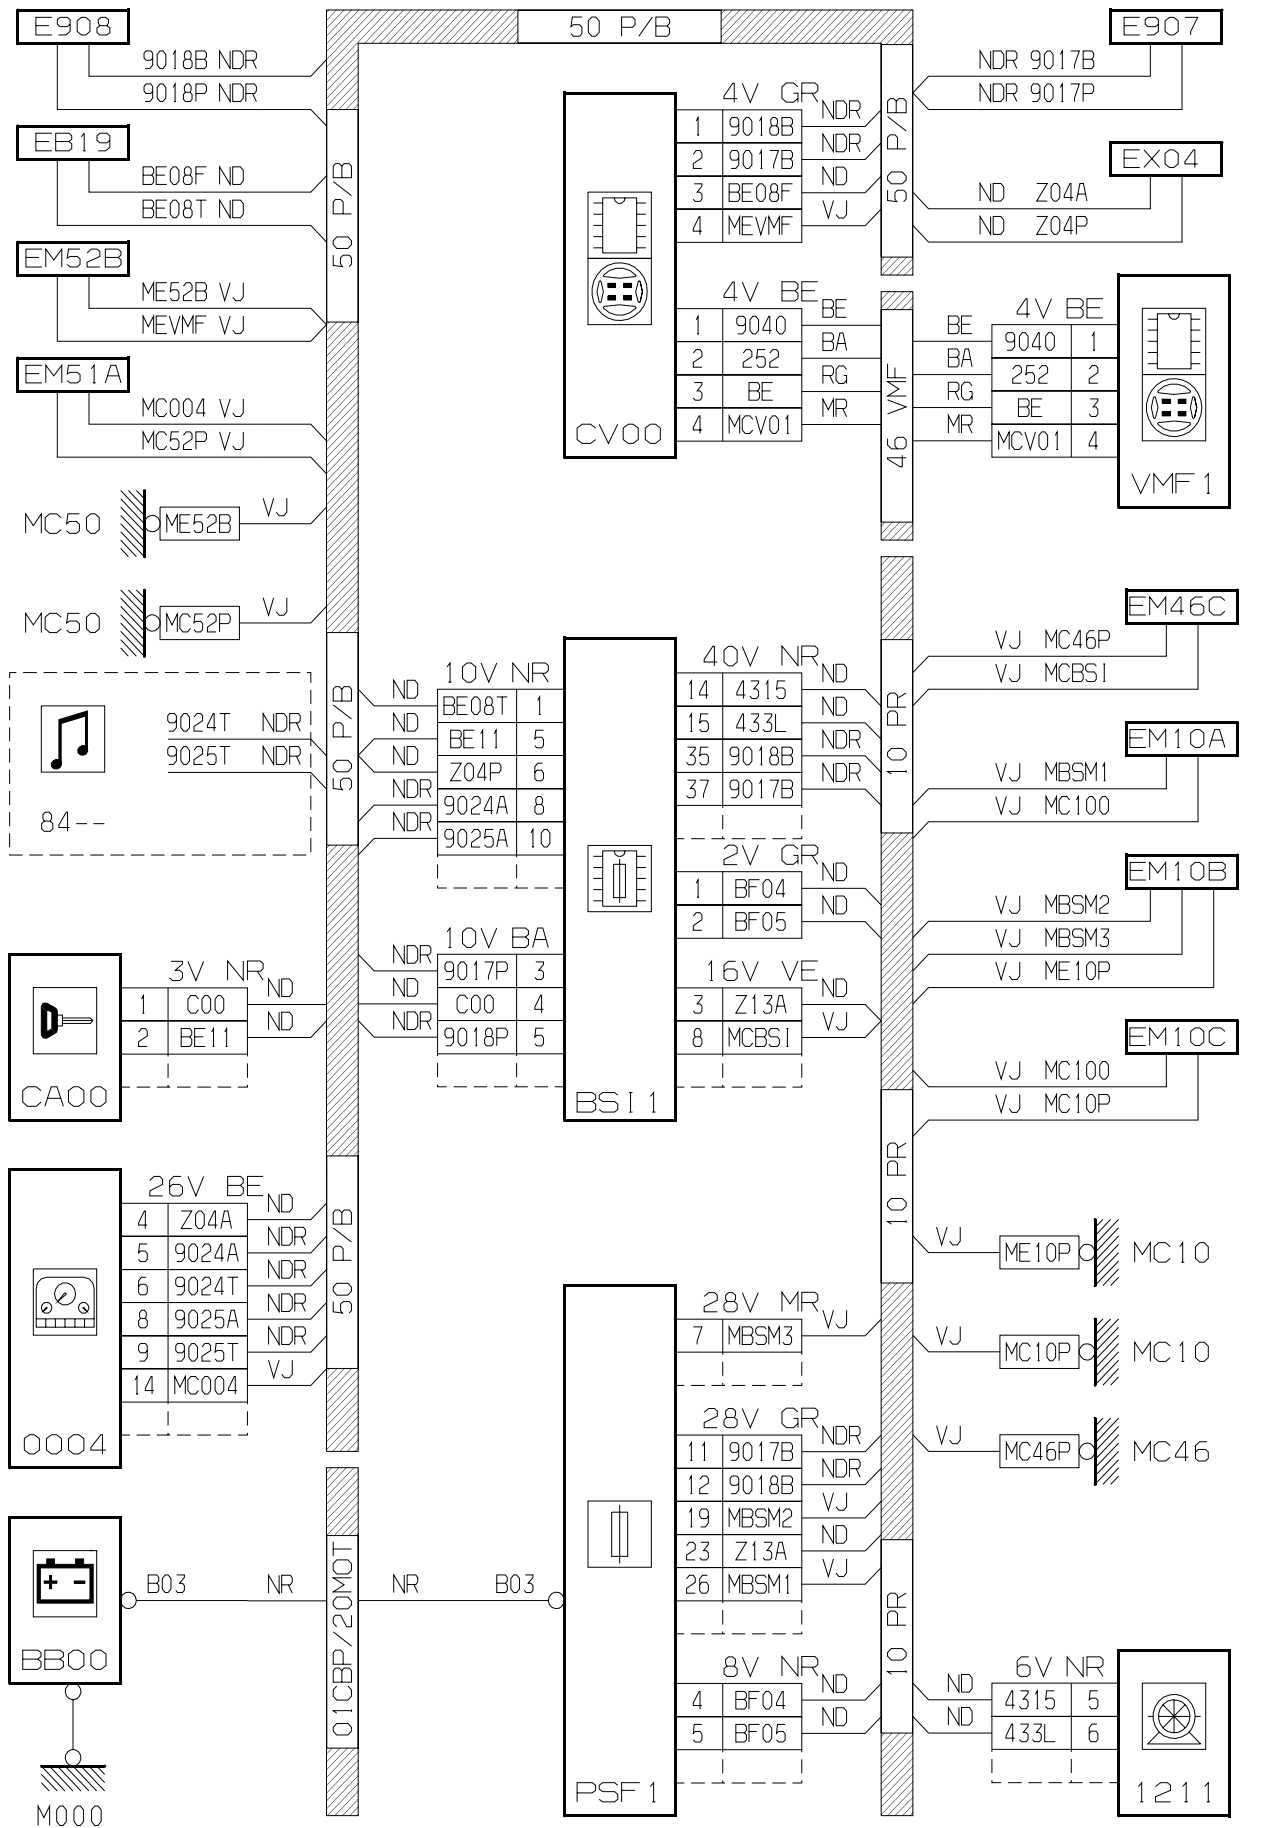 50 P/B
E908
9018B NDR
9018P NDR
EB19
BE08F ND
BE08T ND
50 P/B
EM52B
ME52B VJ
MEVMF VJ
EM51A
MC004 VJ
MC52P VJ
MC50 ME52B VJ
MC50 MC52P VJ
9024T NDR
9025T NDR
84--
50 P/B
CA00
3V NR
1 C00 ND
2 BE11 ND
0004
26V BE
4 Z04A ND
5 9024A NDR
6 9024T NDR
8 9025A NDR
9 9025T NDR
14 MC004 VJ
50 P/B
BB00
B03 NR
01CBP/20MOT
NR B03
M000
CV00
4V GR
1 9018B NDR
2 9017B NDR
3 BE08F ND
4 MEVMF VJ
50 P/B
4V BE
1 9040 BE
2 252 BA
3 BE RG
4 MCV01 MR
46 VMF
BSI1
10V NR
ND BE08T 1
ND BE11 5
ND Z04P 6
NDR 9024A 8
NDR 9025A 10
10V BA
NDR 9017P 3
ND C00 4
NDR 9018P 5
40V NR
14 4315 ND
15 433L ND
35 9018B NDR
37 9017B NDR
10 PR
2V GR
1 BF04 ND
2 BF05 ND
16V VE
3 Z13A ND
8 MCBSI VJ
10 PR
PSF1
28V MR
7 MBSM3 VJ
28V GR
11 9017B NDR
12 9018B NDR
19 MBSM2 VJ
23 Z13A ND
26 MBSM1 VJ
8V NR
4 BF04 ND
5 BF05 ND
10 PR
E907
NDR 9017B
NDR 9017P
EX04
ND Z04A
ND Z04P
VMF1
4V BE
BE 9040 1
BA 252 2
RG BE 3
MR MCV01 4
EM46C
VJ MC46P
VJ MCBSI
EM10A
VJ MBSM1
VJ MC100
EM10B
VJ MBSM2
VJ MBSM3
VJ ME10P
EM10C
VJ MC100
VJ MC10P
VJ ME10P MC10
VJ MC10P MC10
VJ MC46P MC46
1211
6V NR
ND 4315 5
ND 433L 6